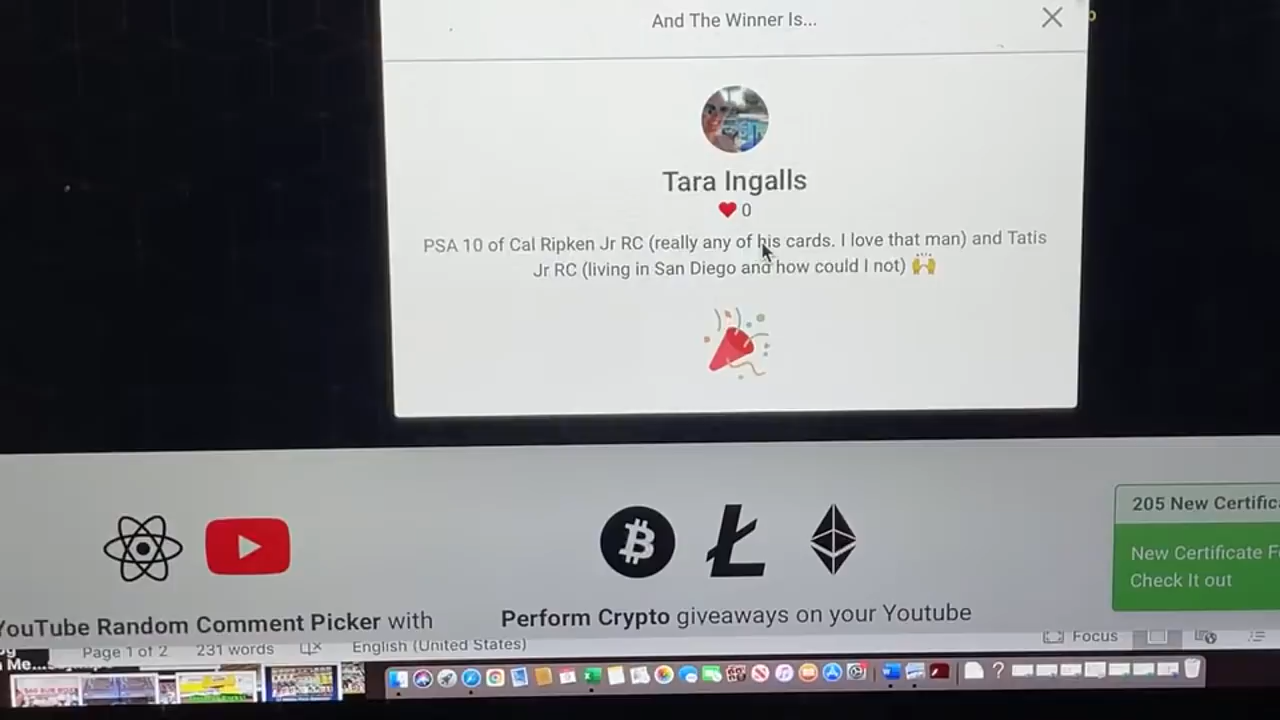 And The Winner Is...
Tara Ingalls
0
PSA 10 of Cal Ripken Jr RC (really any of his cards. I love that man) and Tatis
Jr RC (living in San Diego and how could I not) 🙌
205 New Certific
New Certificate F
Check It out
YouTube Random Comment Picker with
Perform Crypto giveaways on your Youtube
Page 1 of 2
231 words
English (United States)
Focus
Me...